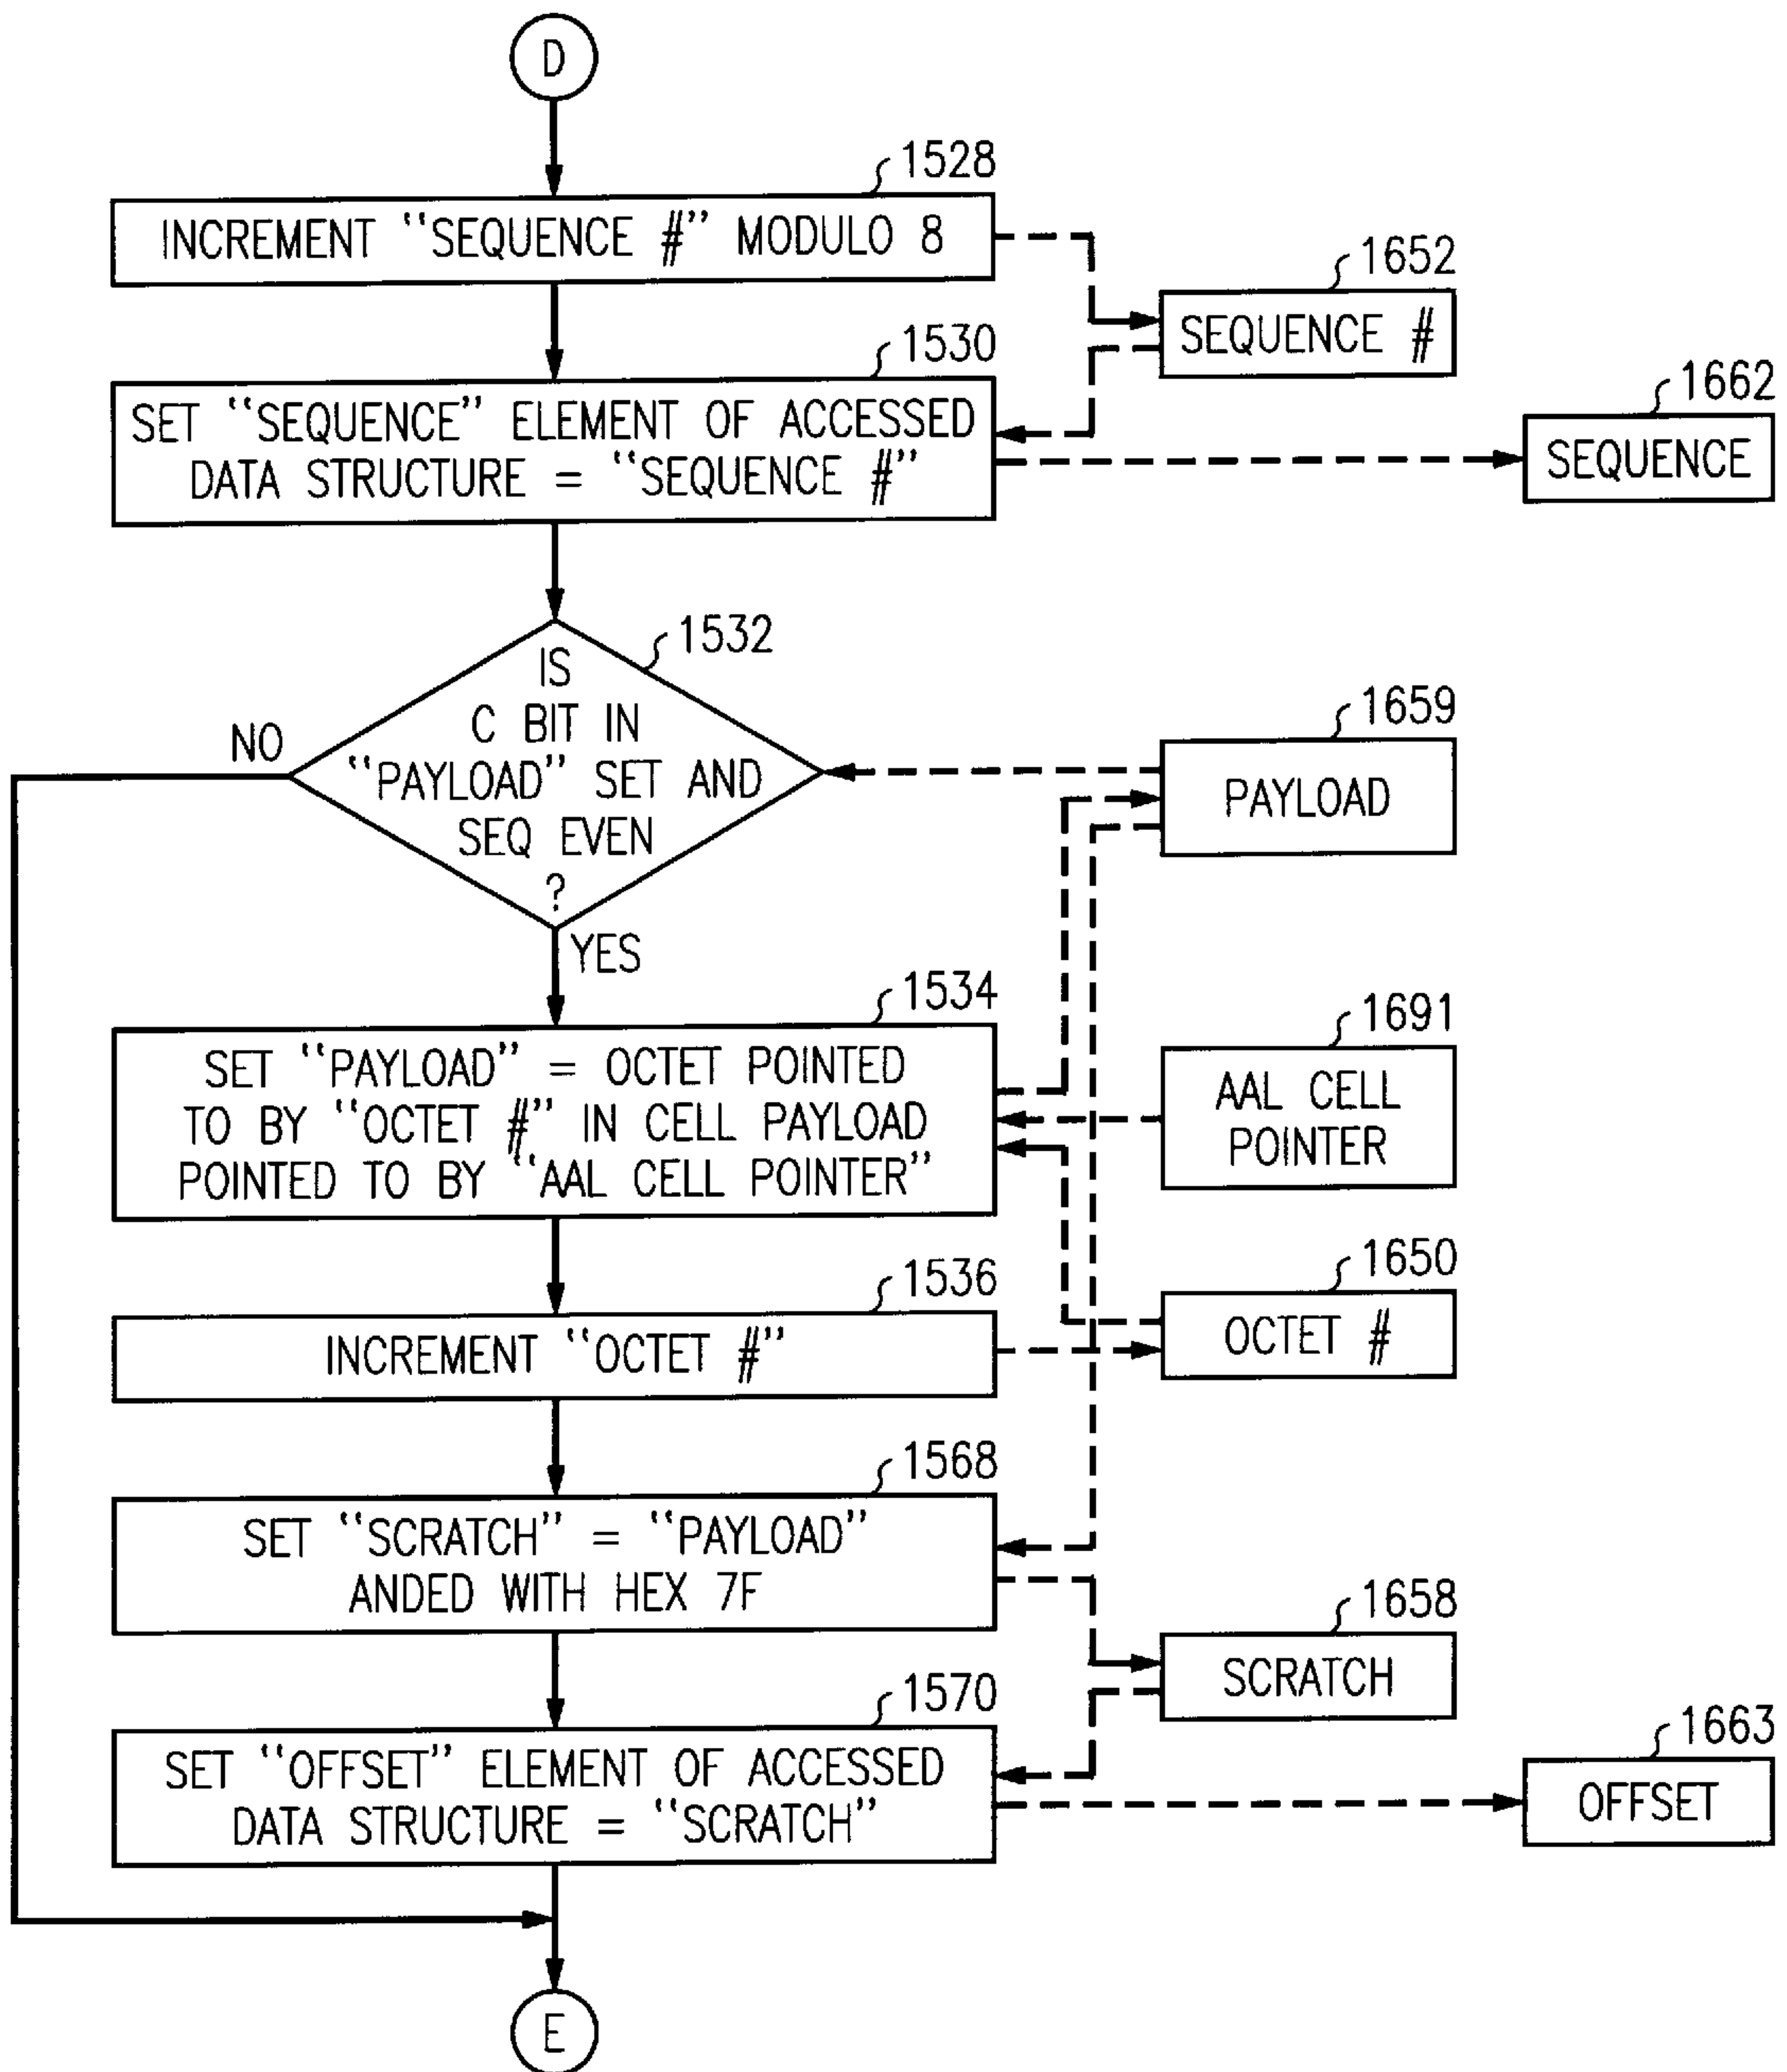 D
1528
INCREMENT ‘‘SEQUENCE #’’ MODULO 8
1652
SEQUENCE #
1530
SET ‘‘SEQUENCE’’ ELEMENT OF ACCESSED
DATA STRUCTURE = ‘‘SEQUENCE #’’
1662
SEQUENCE
1532
IS
C BIT IN
‘‘PAYLOAD’’ SET AND
SEQ EVEN
?
NO
YES
1659
PAYLOAD
1534
SET ‘‘PAYLOAD’’ = OCTET POINTED
TO BY ‘‘OCTET #’’ IN CELL PAYLOAD
POINTED TO BY ‘‘AAL CELL POINTER’’
1691
AAL CELL
POINTER
1536
INCREMENT ‘‘OCTET #’’
1650
OCTET #
1568
SET ‘‘SCRATCH’’ = ‘‘PAYLOAD’’
ANDED WITH HEX 7F
1658
SCRATCH
1570
SET ‘‘OFFSET’’ ELEMENT OF ACCESSED
DATA STRUCTURE = ‘‘SCRATCH’’
1663
OFFSET
E